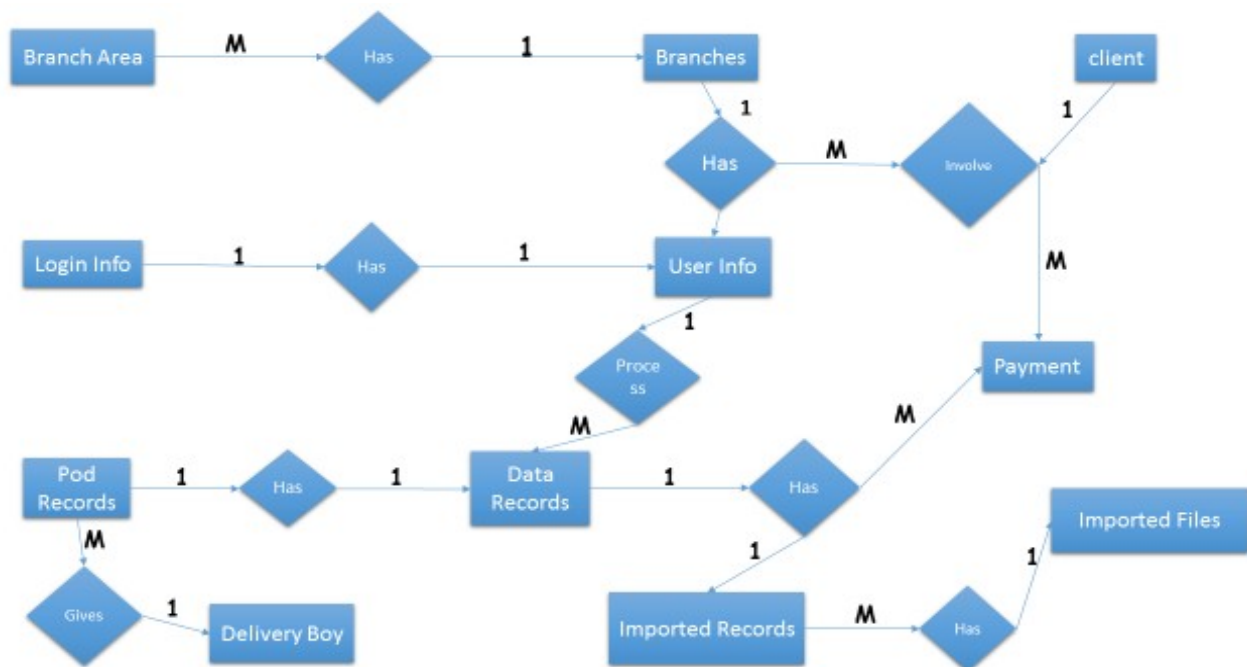 Branch Area
M
Has
1
Branches
client
1
1
Has
M
Involve
Login Info
1
Has
1
User Info
M
1
Proce
ss
Payment
M
M
Pod
Records
1
Has
1
Data
Records
1
Has
Imported Files
M
1
1
Gives
1
Delivery Boy
Imported Records
M
Has